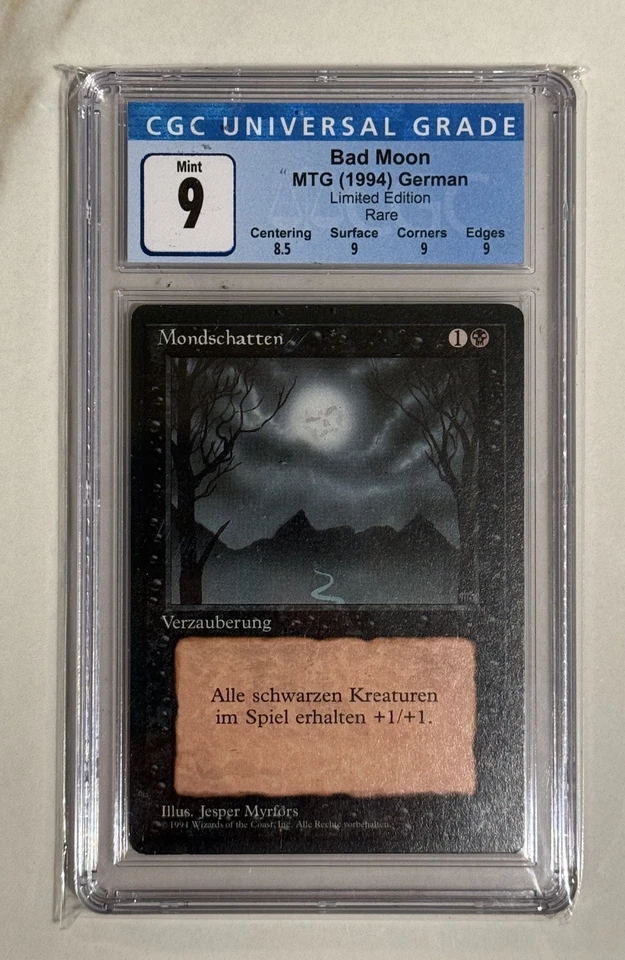 CGC UNIVERSAL GRADE
Mint
9
Bad Moon
MTG (1994) German
Limited Edition
Rare
Centering Surface Corners Edges
8.5 9 9 9
Mondschatten 1
Verzauberung
Alle schwarzen Kreaturen
im Spiel erhalten +1/+1.
Illus. Jesper Myrfors
© 1994 Wizards of the Coast, Inc. Alle Rechte vorbehalten.